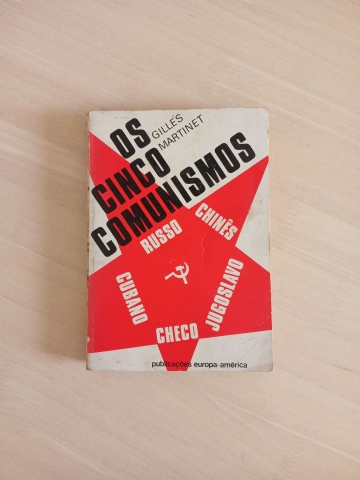 OS
CINCO
COMUNISMOS
GILLES
MARTINET
RUSSO
CHINÊS
CUBANO
JUGOSLAVO
CHECO
publicações europa-américa